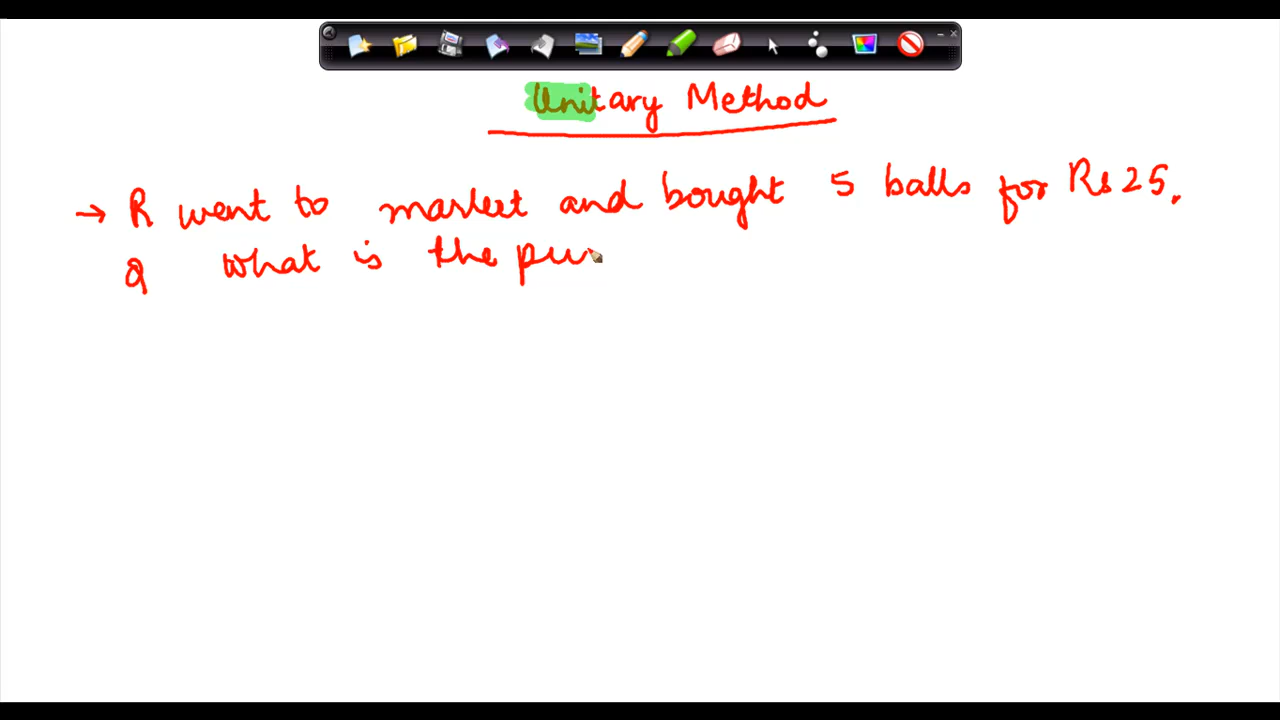 Unitary Method
→ R went to market and bought 5 balls for Rs 25.
Q What is the